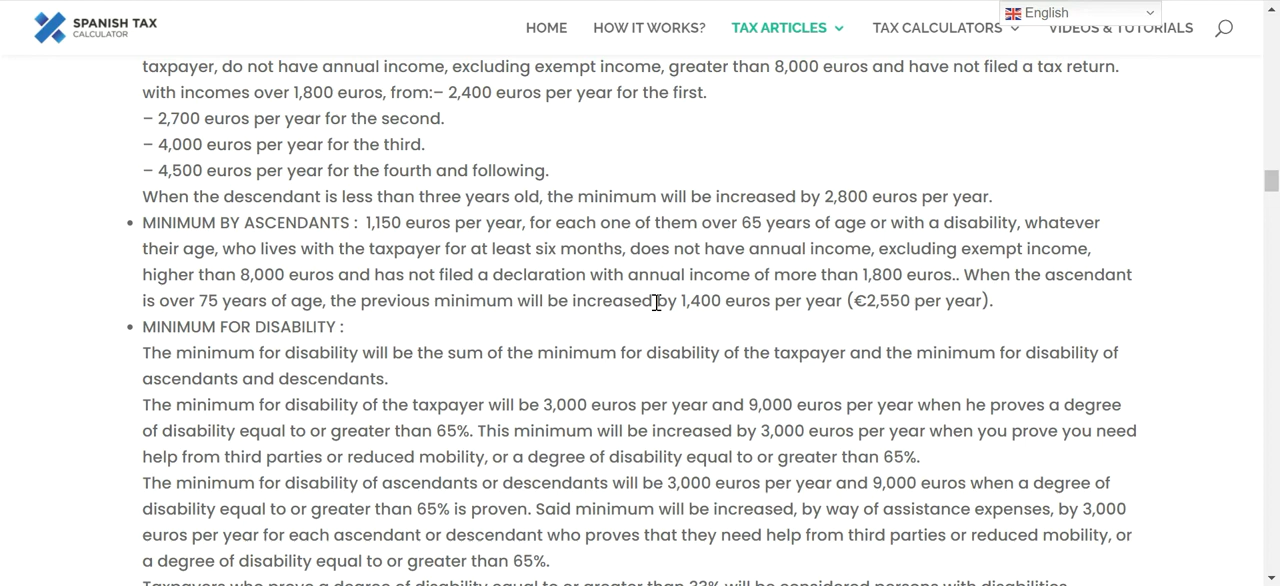 SPANISH TAX
CALCULATOR
HOME
HOW IT WORKS?
TAX ARTICLES
TAX CALCULATORS
VIDEOS & TUTORIALS
English
taxpayer, do not have annual income, excluding exempt income, greater than 8,000 euros and have not filed a tax return.
with incomes over 1,800 euros, from:– 2,400 euros per year for the first.
– 2,700 euros per year for the second.
– 4,000 euros per year for the third.
– 4,500 euros per year for the fourth and following.
When the descendant is less than three years old, the minimum will be increased by 2,800 euros per year.
• MINIMUM BY ASCENDANTS :  1,150 euros per year, for each one of them over 65 years of age or with a disability, whatever
their age, who lives with the taxpayer for at least six months, does not have annual income, excluding exempt income,
higher than 8,000 euros and has not filed a declaration with annual income of more than 1,800 euros.. When the ascendant
is over 75 years of age, the previous minimum will be increased by 1,400 euros per year (€2,550 per year).
• MINIMUM FOR DISABILITY :
The minimum for disability will be the sum of the minimum for disability of the taxpayer and the minimum for disability of
ascendants and descendants.
The minimum for disability of the taxpayer will be 3,000 euros per year and 9,000 euros per year when he proves a degree
of disability equal to or greater than 65%. This minimum will be increased by 3,000 euros per year when you prove you need
help from third parties or reduced mobility, or a degree of disability equal to or greater than 65%.
The minimum for disability of ascendants or descendants will be 3,000 euros per year and 9,000 euros when a degree of
disability equal to or greater than 65% is proven. Said minimum will be increased, by way of assistance expenses, by 3,000
euros per year for each ascendant or descendant who proves that they need help from third parties or reduced mobility, or
a degree of disability equal to or greater than 65%.
Taxpayers who prove a degree of disability equal to or greater than 33% will be considered persons with disabilities.